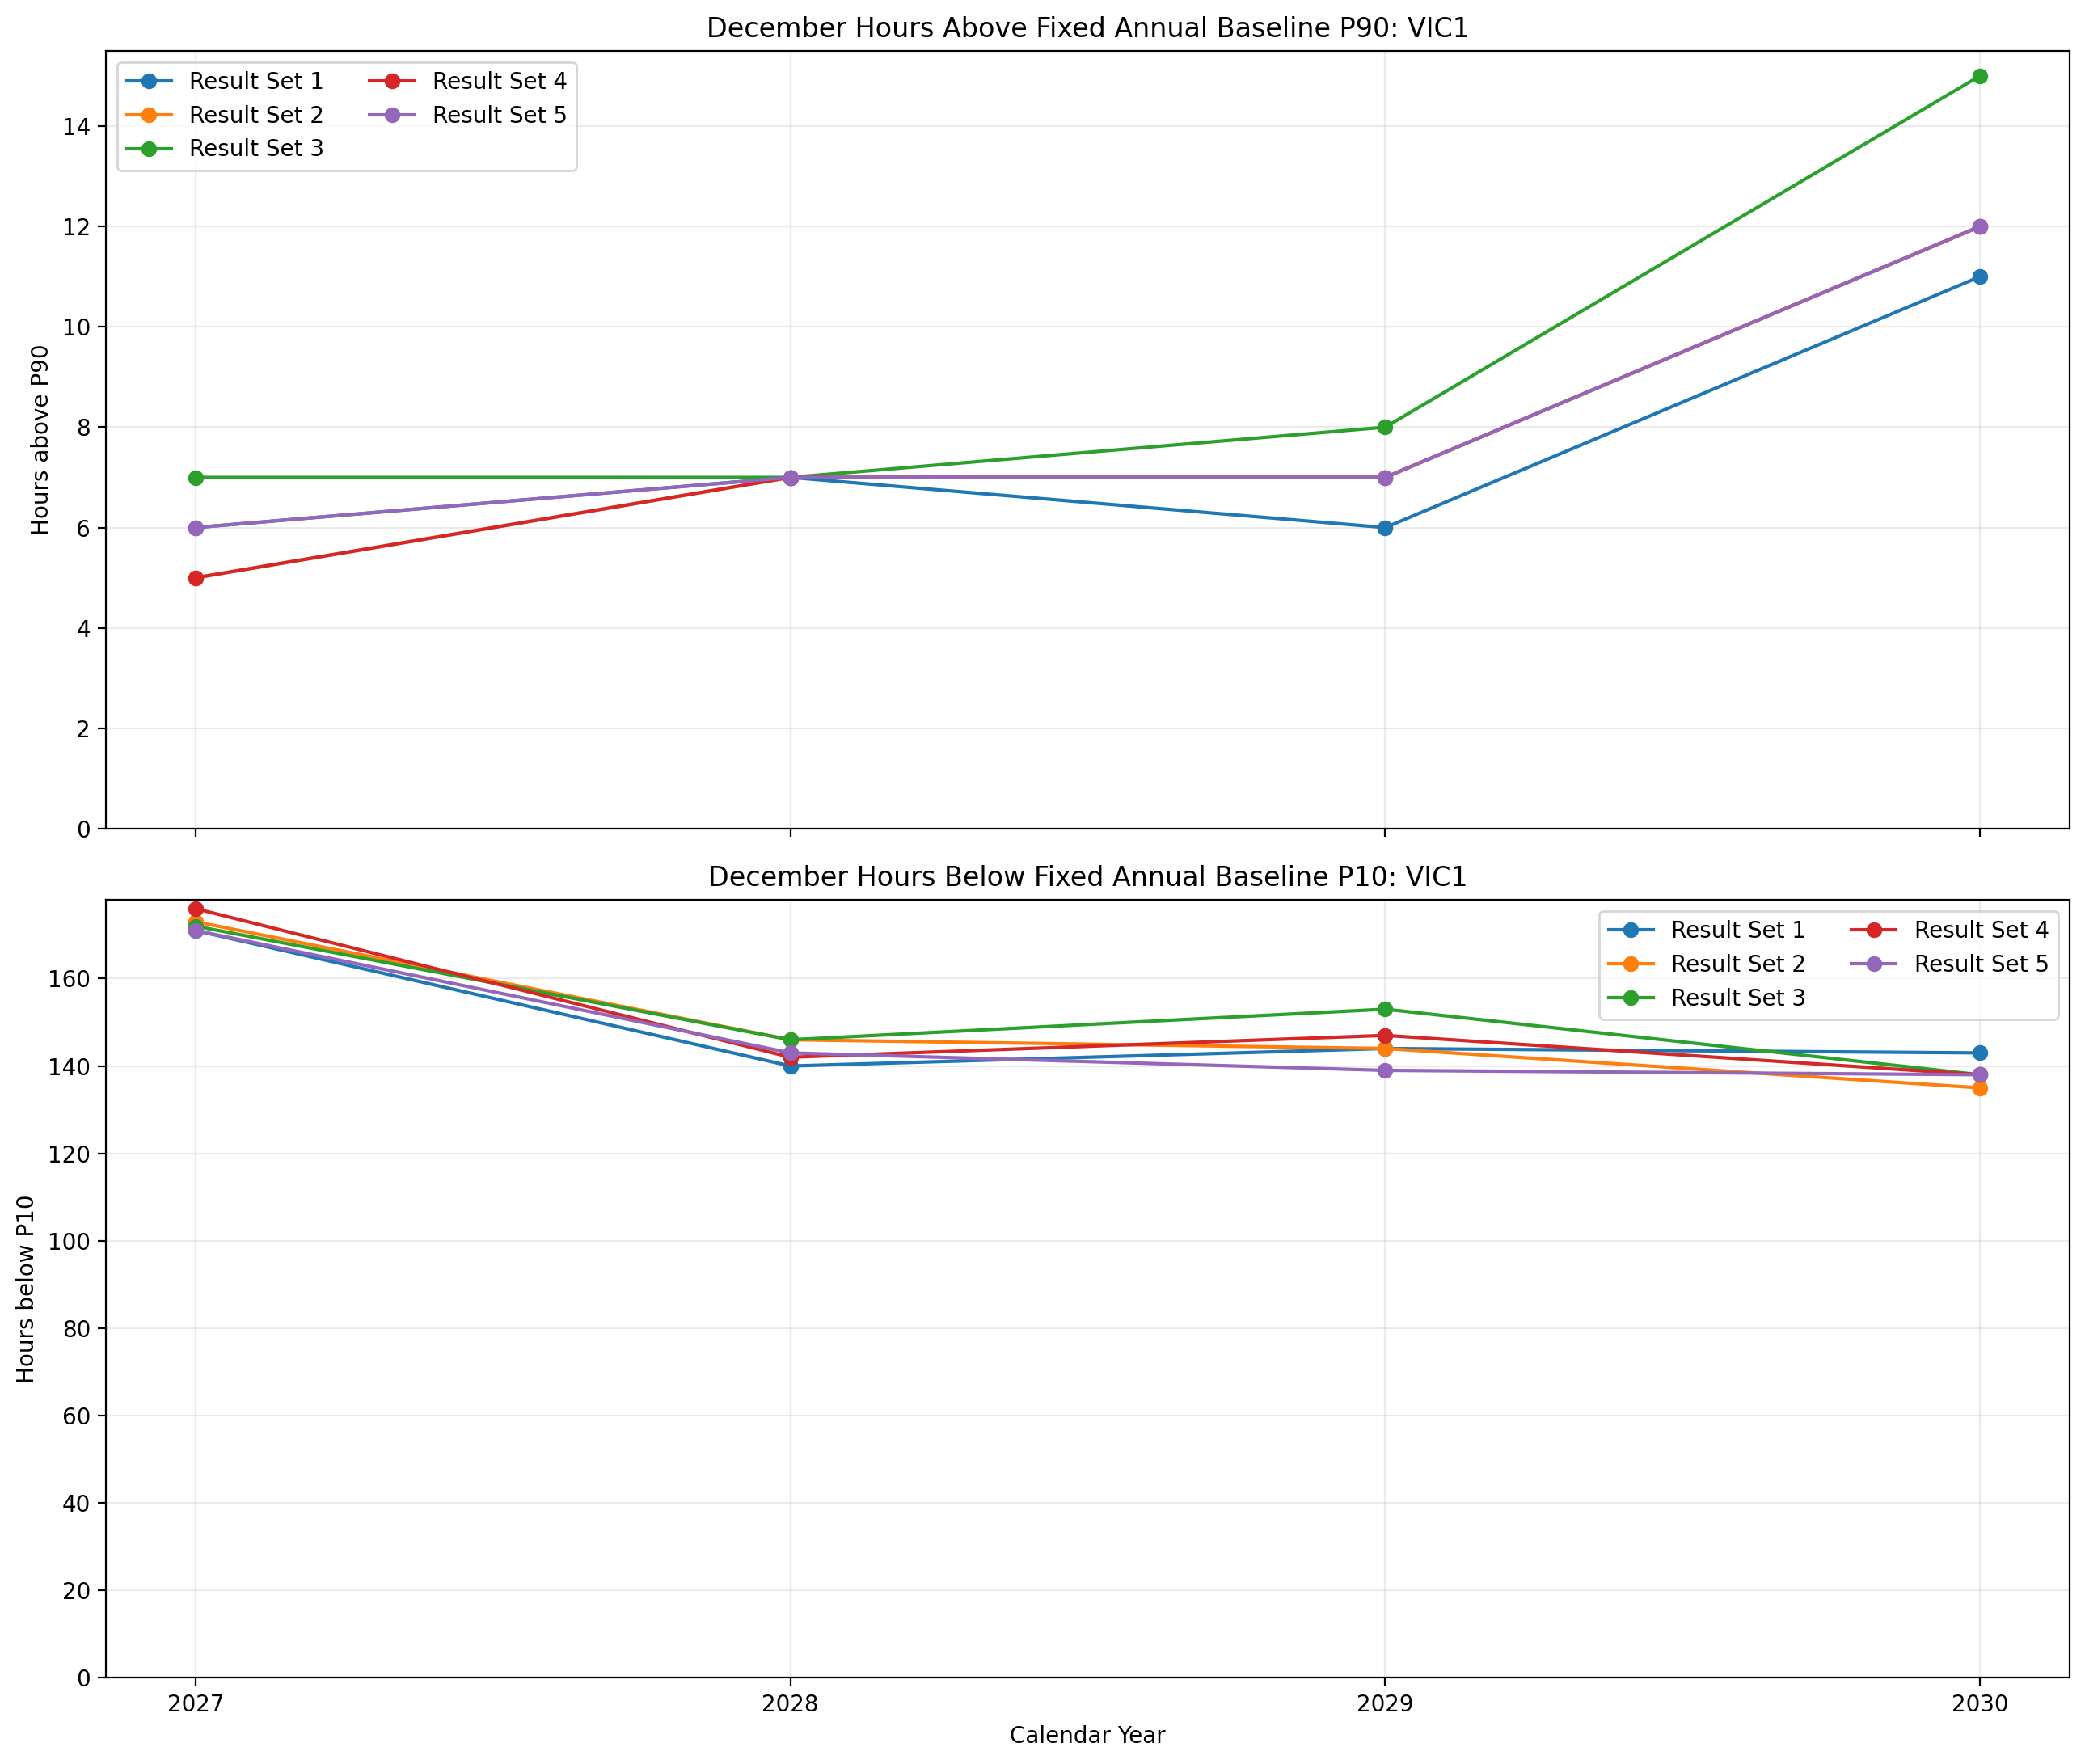 December Hours Above Fixed Annual Baseline P90: VIC1
Result Set 1
Result Set 2
Result Set 3
Result Set 4
Result Set 5
Hours above P90
14
12
10
8
6
4
2
0
December Hours Below Fixed Annual Baseline P10: VIC1
Result Set 1
Result Set 2
Result Set 3
Result Set 4
Result Set 5
Hours below P10
160
140
120
100
80
60
40
20
0
2027 2028 2029 2030
Calendar Year